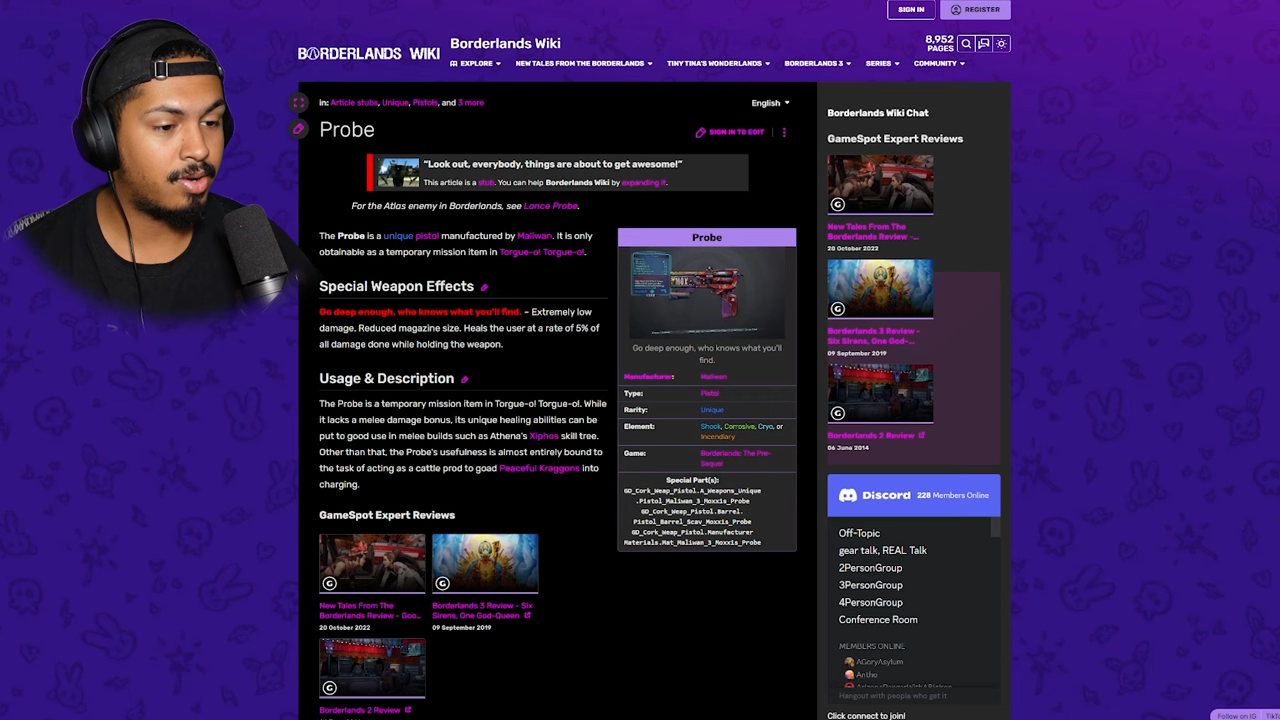 SIGN IN
REGISTER
BORDERLANDS WIKI
Borderlands Wiki
8,952
PAGES
EXPLORE
NEW TALES FROM THE BORDERLANDS
TINY TINA'S WONDERLANDS
BORDERLANDS 3
SERIES
COMMUNITY
in: Article stubs, Unique, Pistols, and 3 more
English
Probe
SIGN IN TO EDIT
"Look out, everybody, things are about to get awesome!"
This article is a stub. You can help Borderlands Wiki by expanding it.
For the Atlas enemy in Borderlands, see Lance Probe.
The Probe is a unique pistol manufactured by Maliwan. It is only
obtainable as a temporary mission item in Torgue-o! Torgue-o!.
Special Weapon Effects
Go deep enough, who knows what you'll find. – Extremely low
damage. Reduced magazine size. Heals the user at a rate of 5% of
all damage done while holding the weapon.
Usage & Description
The Probe is a temporary mission item in Torgue-o! Torgue-o!. While
it lacks a melee damage bonus, its unique healing abilities can be
put to good use in melee builds such as Athena's Xiphos skill tree.
Other than that, the Probe's usefulness is almost entirely bound to
the task of acting as a cattle prod to goad Peaceful Kraggons into
charging.
GameSpot Expert Reviews
New Tales From The
Borderlands Review - Goo...
20 October 2022
Borderlands 3 Review - Six
Sirens, One God-Queen
09 September 2019
Borderlands 2 Review
Probe
Go deep enough, who knows what you'll
find.
Manufacturer: Maliwan
Type: Pistol
Rarity: Unique
Element: Shock, Corrosive, Cryo, or
Incendiary
Game: Borderlands: The Pre-
Sequel
Special Part(s):
GD_Cork_Weap_Pistol.A_Weapons_Unique
.Pistol_Maliwan_3_Moxxis_Probe
GD_Cork_Weap_Pistol.Barrel.
Pistol_Barrel_Scav_Moxxis_Probe
GD_Cork_Weap_Pistol.Manufacturer
Materials.Mat_Maliwan_3_Moxxis_Probe
Borderlands Wiki Chat
GameSpot Expert Reviews
New Tales From The
Borderlands Review -...
20 October 2022
Borderlands 3 Review -
Six Sirens, One God-...
09 September 2019
Borderlands 2 Review
06 June 2014
Discord 228 Members Online
Off-Topic
gear talk, REAL Talk
2PersonGroup
3PersonGroup
4PersonGroup
Conference Room
MEMBERS ONLINE
AGoryAsylum
Antho
Hangout with people who get it
Click connect to join!
Follow on IG